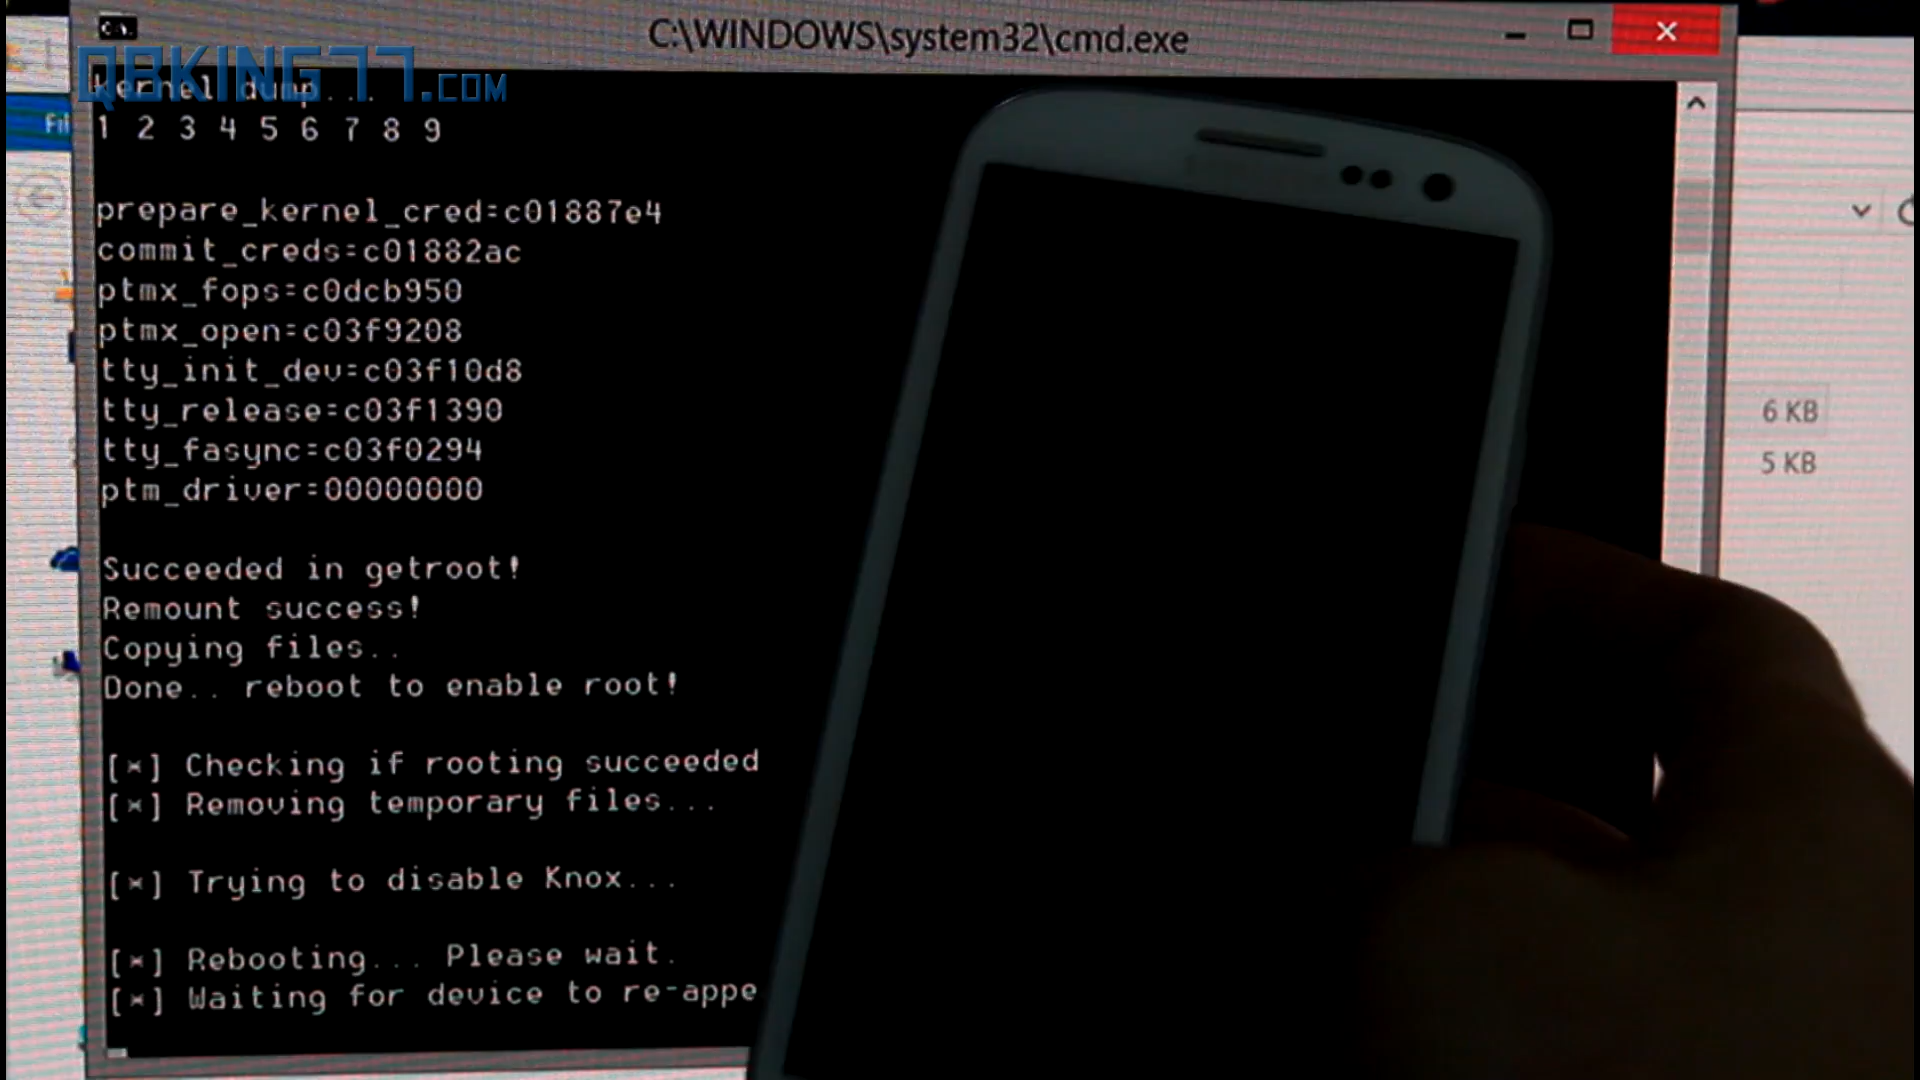 C:\WINDOWS\system32\cmd.exe
QBKING77.COM
kernel dump...
1 2 3 4 5 6 7 8 9
prepare_kernel_cred=c01887e4
commit_creds=c01882ac
ptmx_fops=c0dcb950
ptmx_open=c03f9208
tty_init_dev=c03f10d8
tty_release=c03f1390
tty_fasync=c03f0294
ptm_driver=00000000
Succeeded in getroot!
Remount success!
Copying files..
Done.. reboot to enable root!
[*] Checking if rooting succeeded
[*] Removing temporary files...
[*] Trying to disable Knox...
[*] Rebooting... Please wait.
[*] Waiting for device to re-appe
Fil
6 KB
5 KB